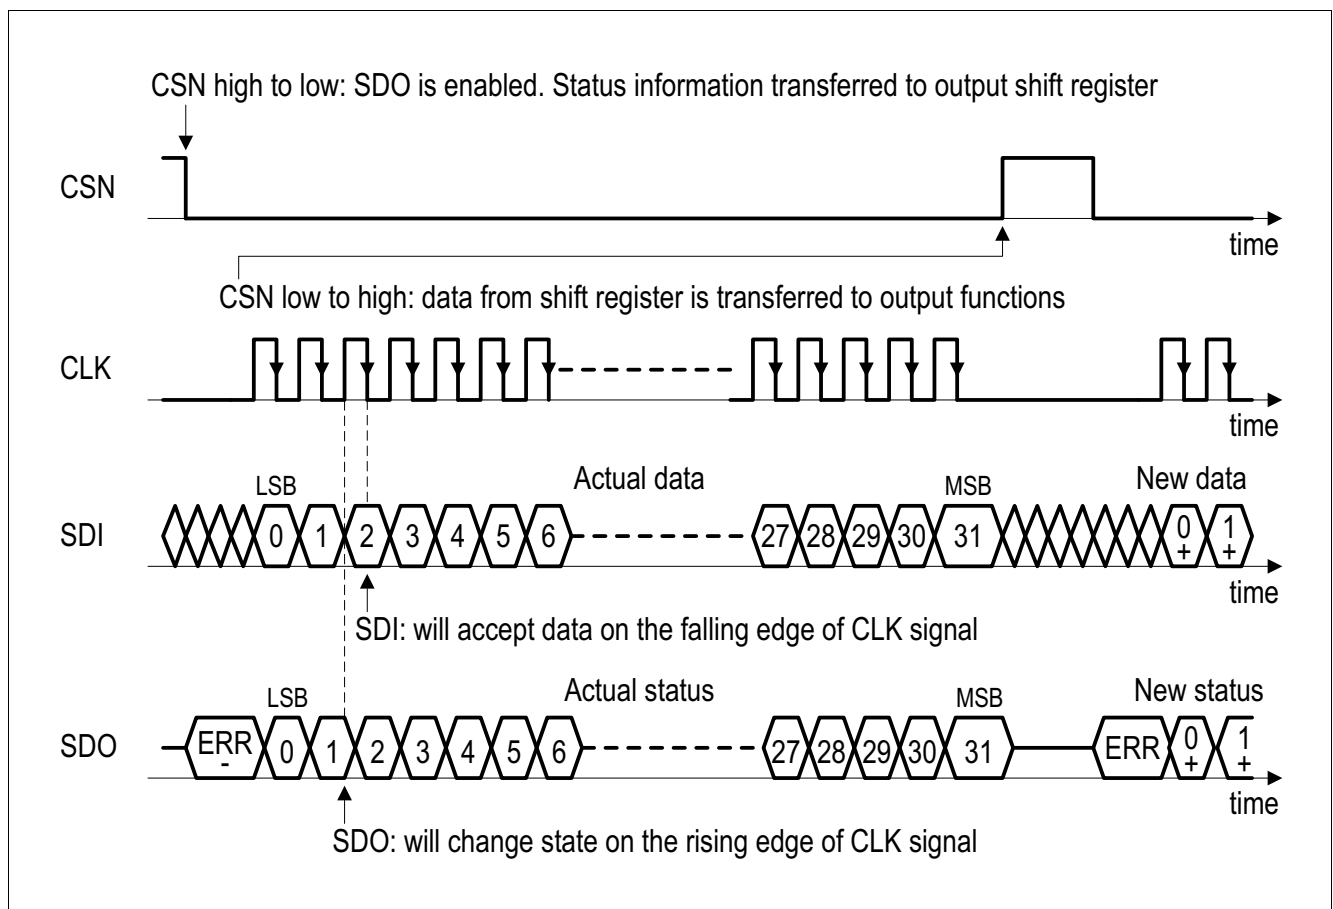 CSN high to low: SDO is enabled. Status information transferred to output shift register
CSN
time
CSN low to high: data from shift register is transferred to output functions
CLK
time
LSB
Actual data
MSB
New data
SDI
0 1 2 3 4 5 6 27 28 29 30 31 0+ 1+
time
SDI: will accept data on the falling edge of CLK signal
LSB
Actual status
MSB
New status
SDO
ERR- 0 1 2 3 4 5 6 27 28 29 30 31 ERR 0+ 1+
time
SDO: will change state on the rising edge of CLK signal